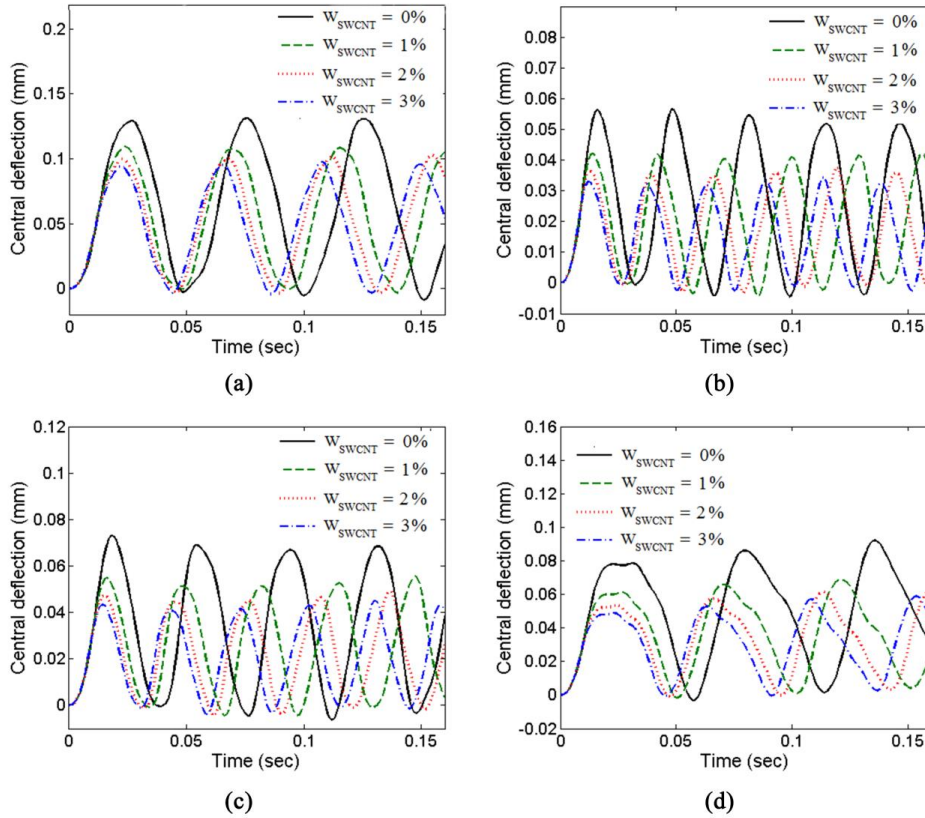 0.2
0.15
0.1
0.05
0
Central deflection (mm)
W_SWCNT = 0%
W_SWCNT = 1%
W_SWCNT = 2%
W_SWCNT = 3%
0 0.05 0.1 0.15
Time (sec)
(a)
0.09
0.08
0.07
0.06
0.05
0.04
0.03
0.02
0.01
0
-0.01
Central deflection (mm)
W_SWCNT = 0%
W_SWCNT = 1%
W_SWCNT = 2%
W_SWCNT = 3%
0 0.05 0.1 0.15
Time (sec)
(b)
0.12
0.1
0.08
0.06
0.04
0.02
0
Central deflection (mm)
W_SWCNT = 0%
W_SWCNT = 1%
W_SWCNT = 2%
W_SWCNT = 3%
0 0.05 0.1 0.15
Time (sec)
(c)
0.16
0.14
0.12
0.1
0.08
0.06
0.04
0.02
0
-0.02
Central deflection (mm)
W_SWCNT = 0%
W_SWCNT = 1%
W_SWCNT = 2%
W_SWCNT = 3%
0 0.05 0.1 0.15
Time (sec)
(d)